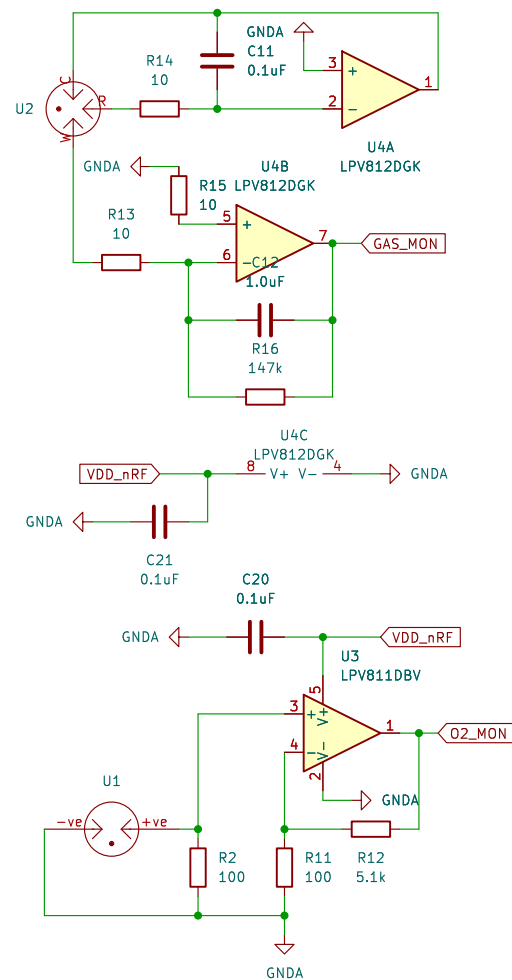 GNDA
C11
0.1uF
R14
10
C
R
W
U2
3
+
2
-
1
U4A
LPV812DGK
GNDA
R15
10
U4B
LPV812DGK
5
+
6
-
7
GAS_MON
R13
10
C12
1.0uF
R16
147k
U4C
LPV812DGK
VDD_nRF
8
V+
V-
4
GNDA
GNDA
C21
0.1uF
C20
0.1uF
GNDA
VDD_nRF
U3
LPV811DBV
5
V+
3
+
4
-
V-
2
1
O2_MON
GNDA
U1
-ve
+ve
R2
100
R11
100
R12
5.1k
GNDA